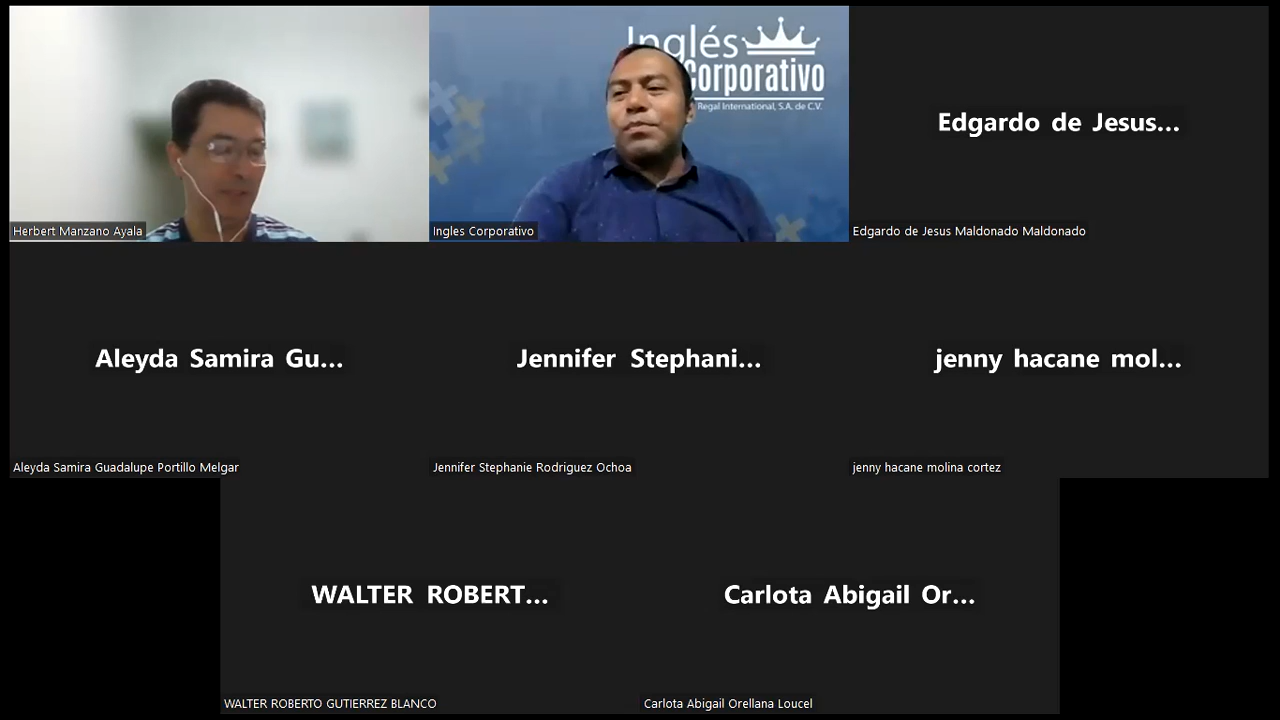 Inglés
Corporativo
Regal International, S.A. de C.V.
Edgardo de Jesus...
Herbert Manzano Ayala
Ingles Corporativo
Edgardo de Jesus Maldonado Maldonado
Aleyda Samira Gu...
Jennifer Stephani...
jenny hacane mol...
Aleyda Samira Guadalupe Portillo Melgar
Jennifer Stephanie Rodriguez Ochoa
jenny hacane molina cortez
WALTER ROBERT...
Carlota Abigail Or...
WALTER ROBERTO GUTIERREZ BLANCO
Carlota Abigail Orellana Loucel